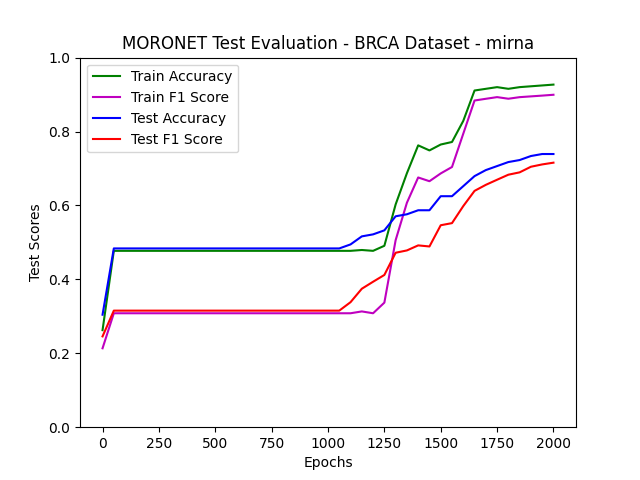 MORONET Test Evaluation - BRCA Dataset - mirna
1.0
0.8
0.6
0.4
0.2
0.0
Test Scores
Train Accuracy
Train F1 Score
Test Accuracy
Test F1 Score
0 250 500 750 1000 1250 1500 1750 2000
Epochs